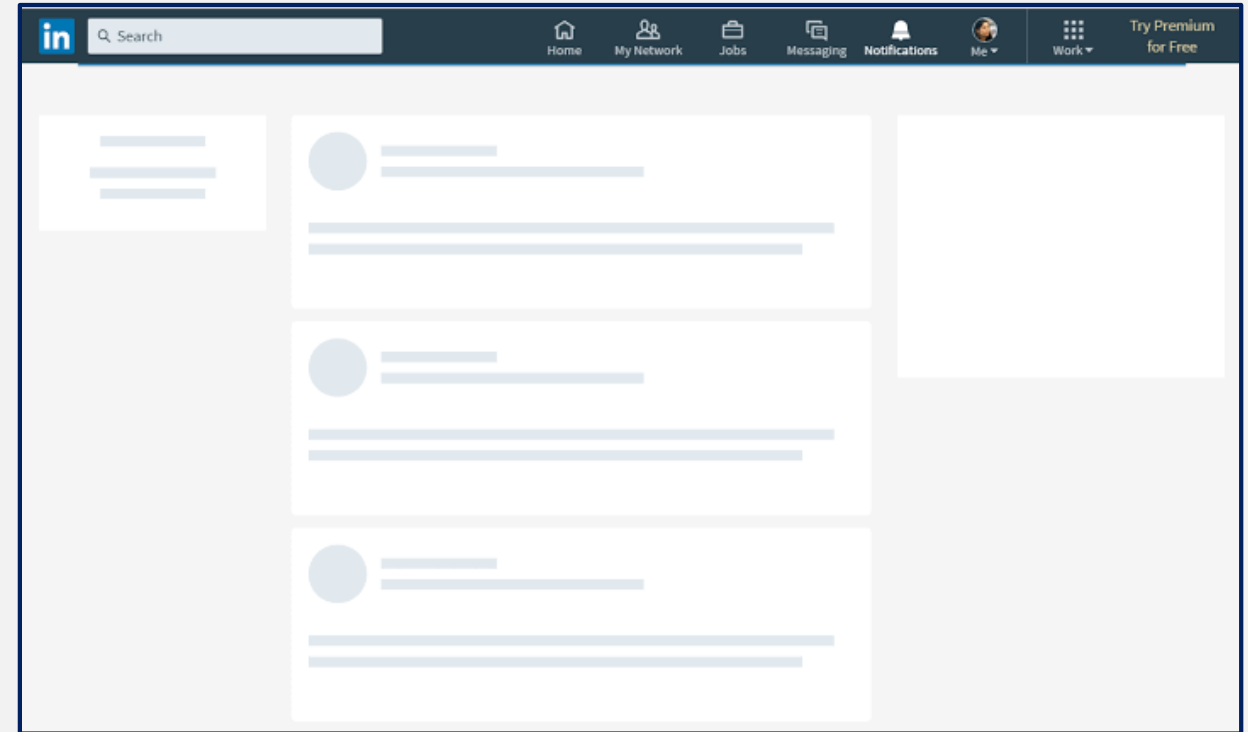 in
Search
Home
My Network
Jobs
Messaging
Notifications
Me
Work
Try Premium
for Free